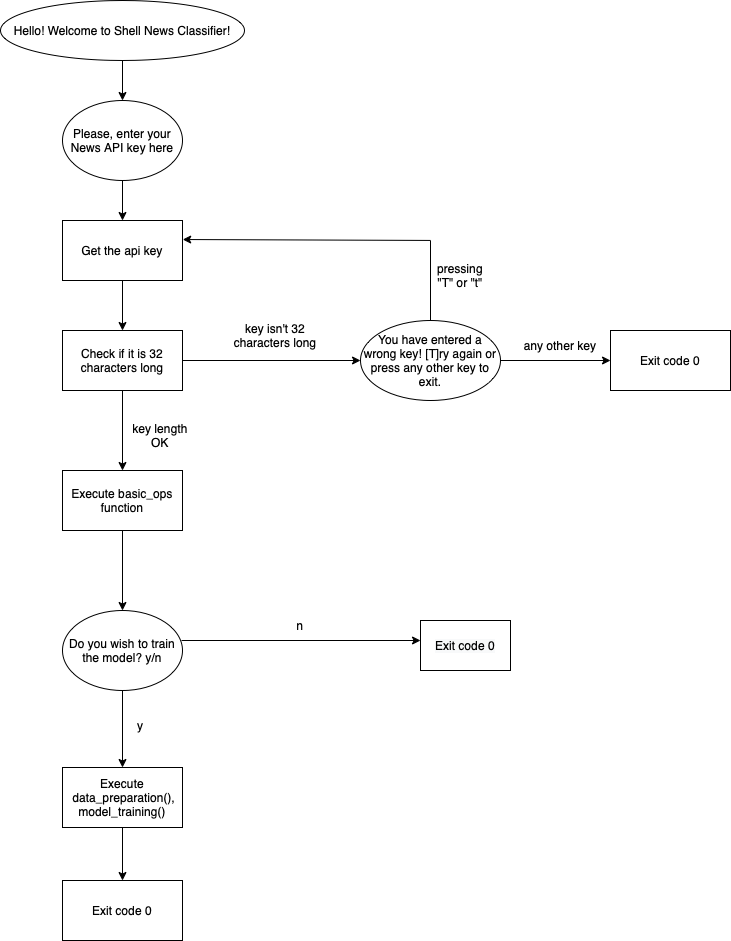 Hello! Welcome to Shell News Classifier!
Please, enter your
News API key here
Get the api key
pressing
"T" or "t"
Check if it is 32
characters long
key isn't 32
characters long
You have entered a
wrong key! [T]ry again or
press any other key to
exit.
any other key
Exit code 0
key length
OK
Execute basic_ops
function
Do you wish to train
the model? y/n
n
Exit code 0
y
Execute
data_preparation(),
model_training()
Exit code 0